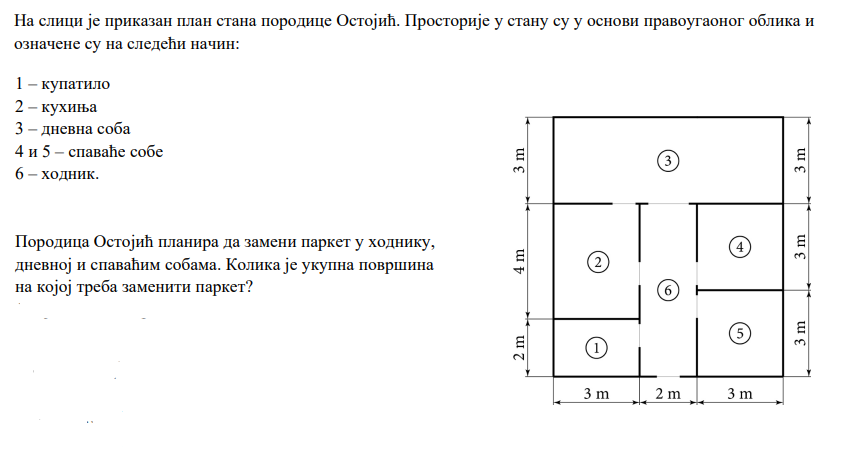 На слици је приказан план стана породице Остојић. Просторије у стану су у основи правоугаоног облика и
означене су на следећи начин:
1 – купатило
2 – кухиња
3 – дневна соба
4 и 5 – спаваће собе
6 – ходник.
Породица Остојић планира да замени паркет у ходнику,
дневној и спаваћим собама. Колика је укупна површина
на којој треба заменити паркет?
3 m
3
3 m
4 m
2
4
3 m
6
2 m
1
5
3 m
3 m
2 m
3 m